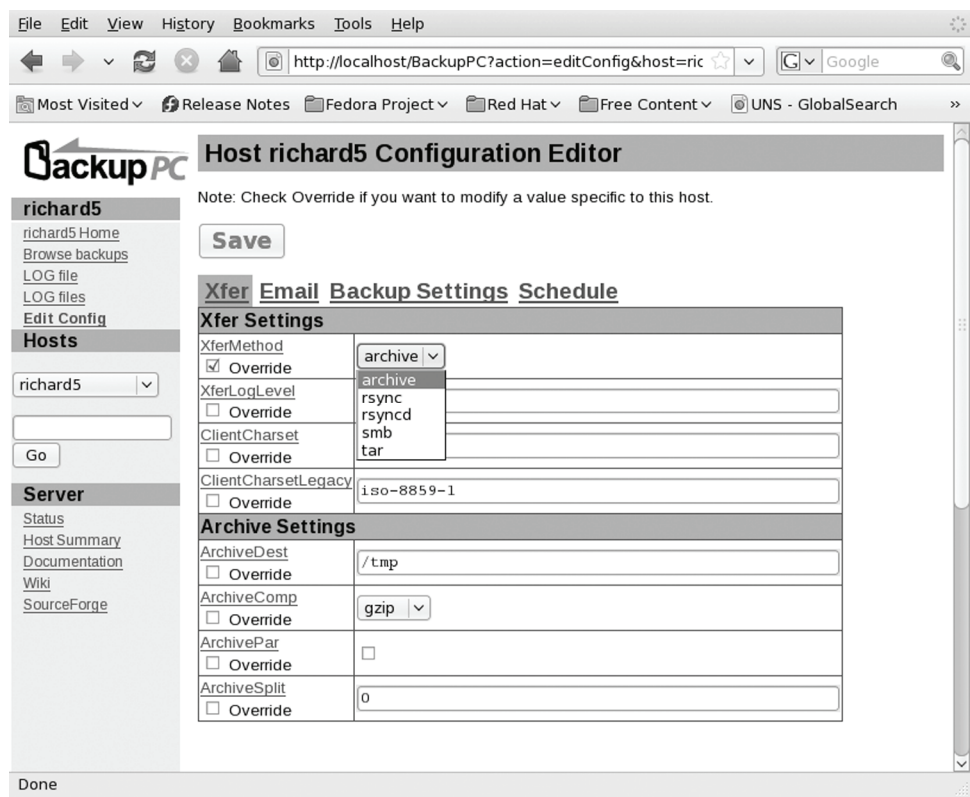 File Edit View History Bookmarks Tools Help
http://localhost/BackupPC?action=editConfig&host=ric
G Google
Most Visited Release Notes Fedora Project Red Hat Free Content UNS - GlobalSearch »
BackupPC
Host richard5 Configuration Editor
Note: Check Override if you want to modify a value specific to this host.
Save
richard5
richard5 Home
Browse backups
LOG file
LOG files
Edit Config
Hosts
richard5
Go
Server
Status
Host Summary
Documentation
Wiki
SourceForge
Xfer Email Backup Settings Schedule
Xfer Settings
XferMethod
Override
archive
archive
rsync
rsyncd
smb
tar
XferLogLevel
Override
ClientCharset
Override
ClientCharsetLegacy
Override
iso-8859-1
Archive Settings
ArchiveDest
Override
/tmp
ArchiveComp
Override
gzip
ArchivePar
Override
ArchiveSplit
Override
0
Done